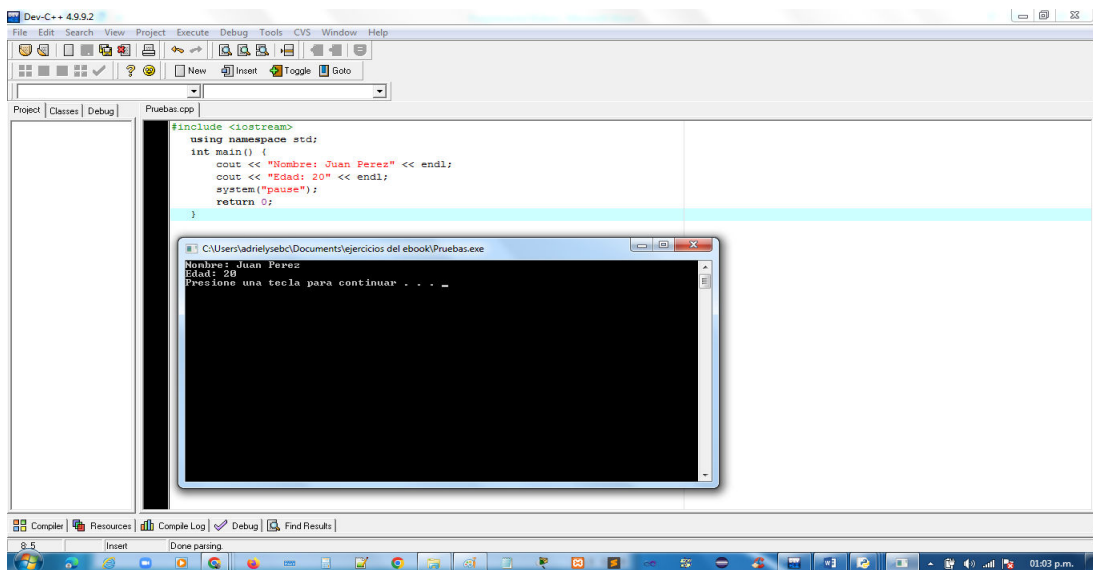 Dev-C++ 4.9.9.2
File Edit Search View Project Execute Debug Tools CVS Window Help
New Insert Toggle Goto
Project Classes Debug Pruebas.cpp
#include <iostream>
using namespace std;
int main() {
cout << "Nombre: Juan Perez" << endl;
cout << "Edad: 20" << endl;
system("pause");
return 0;
}
C:\Users\adrielysebc\Documents\ejercicios del ebook\Pruebas.exe
Nombre: Juan Perez
Edad: 20
Presione una tecla para continuar . . . _
Compiler Resources Compile Log Debug Find Results
8: 5 Insert Done parsing.
01:03 p.m.